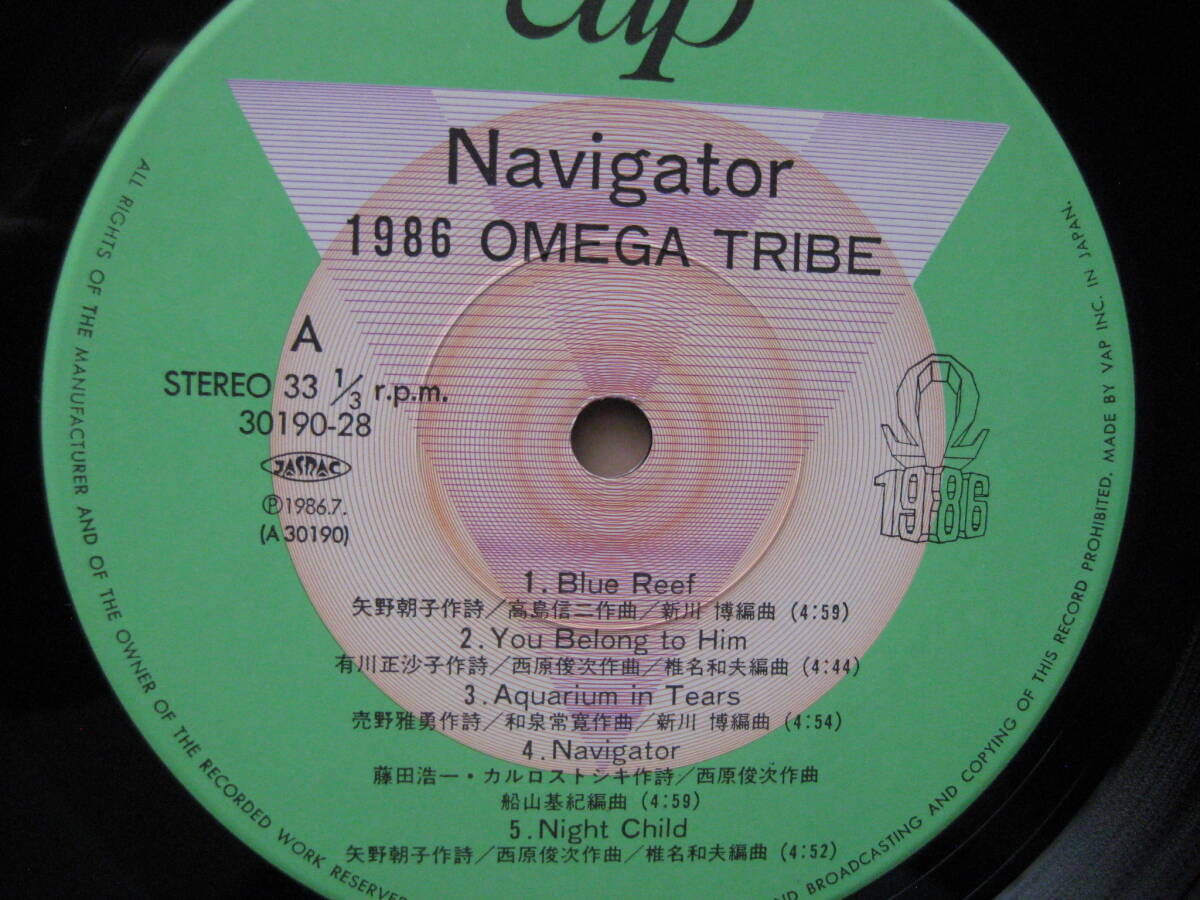 vap
Navigator
1986 OMEGA TRIBE
A
STEREO 33 1/3 r.p.m.
30190-28
JASRAC
Ⓟ1986.7.
(A 30190)
1986
1. Blue Reef
矢野朝子作詩／高島信二作曲／新川 博編曲 (4:59)
2. You Belong to Him
有川正沙子作詩／西原俊次作曲／椎名和夫編曲 (4:44)
3. Aquarium in Tears
売野雅勇作詩／和泉常寛作曲／新川 博編曲 (4:54)
4. Navigator
藤田浩一・カルロストシキ作詩／西原俊次作曲
船山基紀編曲 (4:59)
5. Night Child
矢野朝子作詩／西原俊次作曲／椎名和夫編曲 (4:52)
ALL RIGHTS OF THE MANUFACTURER AND OF THE OWNER OF THE RECORDED WORK RESERVED
AND BROADCASTING AND COPYING OF THIS RECORD PROHIBITED. MADE BY VAP INC. IN JAPAN.